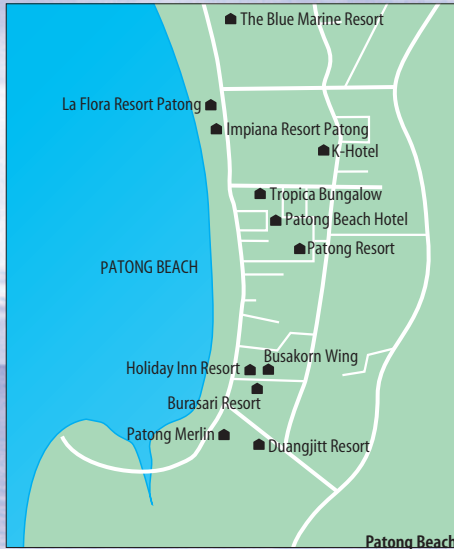 The Blue Marine Resort
La Flora Resort Patong
Impiana Resort Patong
K-Hotel
Tropica Bungalow
Patong Beach Hotel
Patong Resort
PATONG BEACH
Busakorn Wing
Holiday Inn Resort
Burasari Resort
Patong Merlin
Duangjitt Resort
Patong Beach